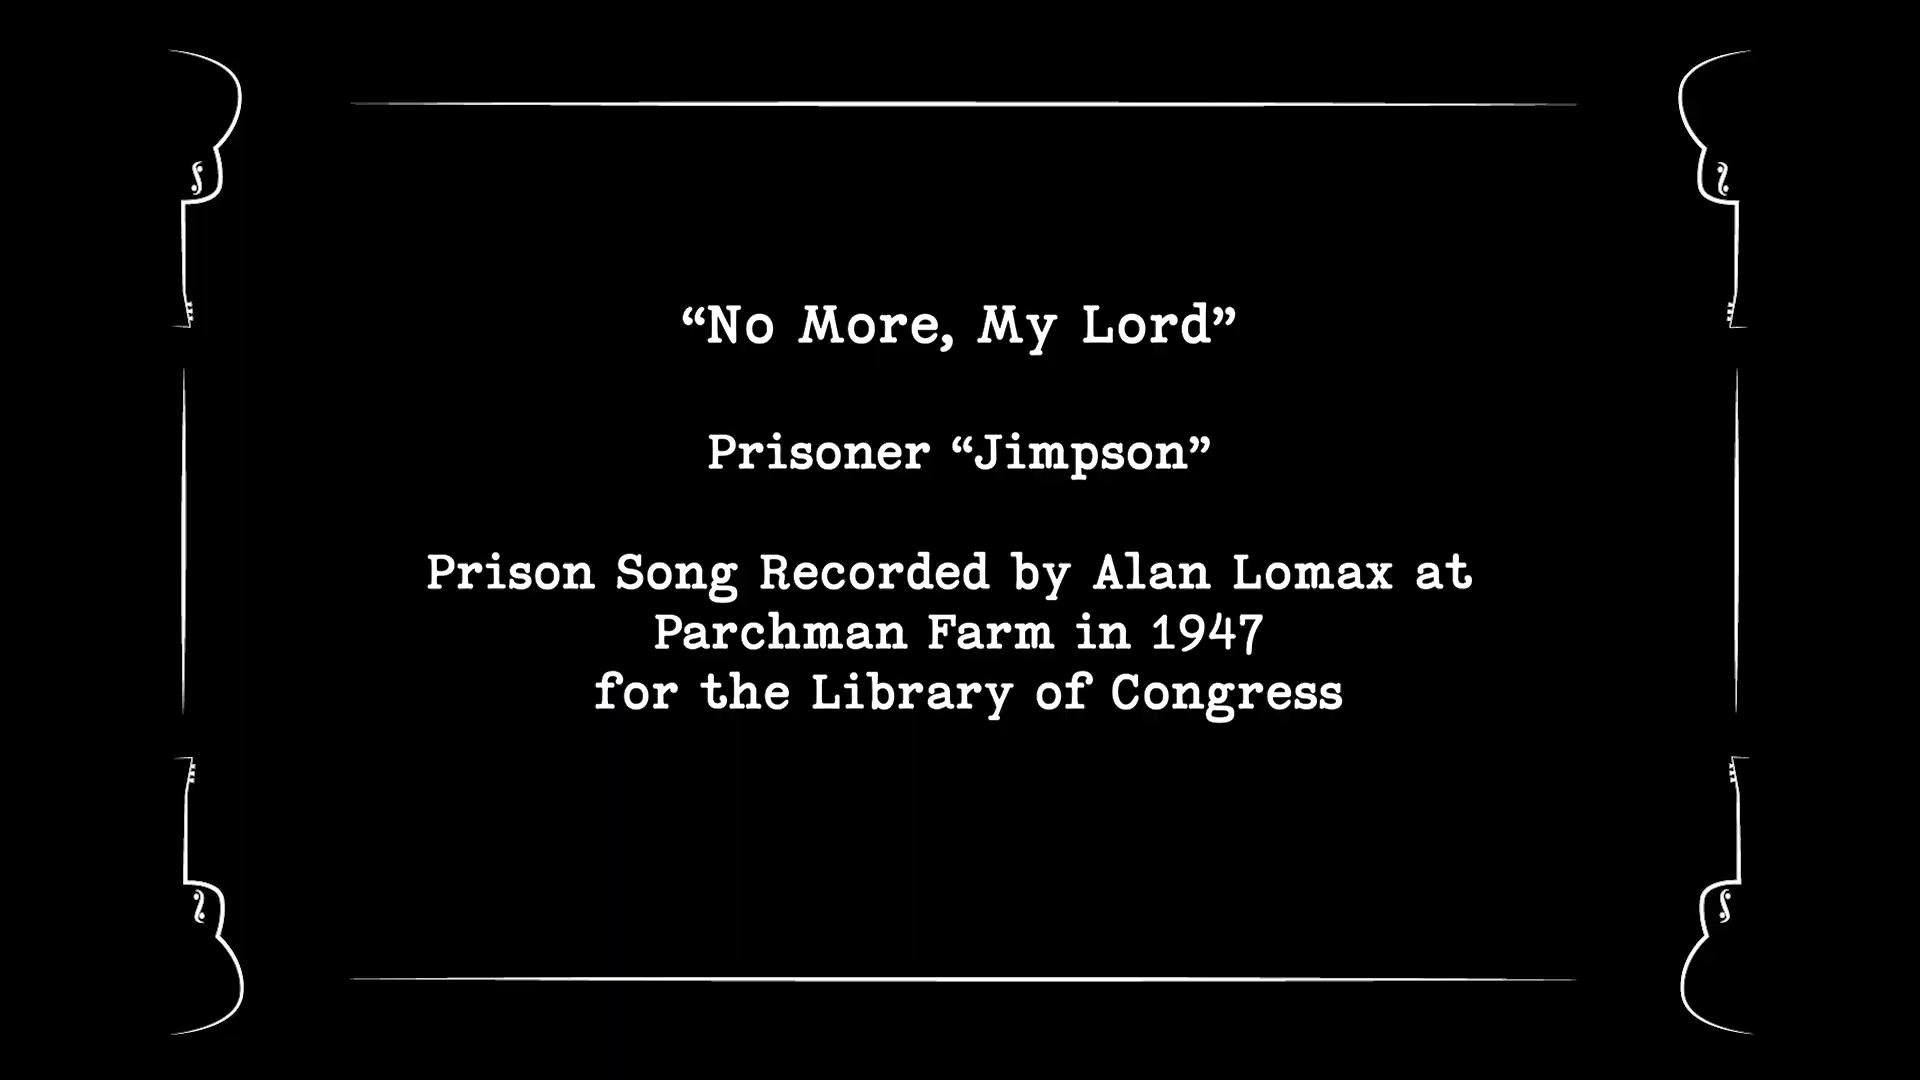 “No More, My Lord”
Prisoner “Jimpson”
Prison Song Recorded by Alan Lomax at
Parchman Farm in 1947
for the Library of Congress